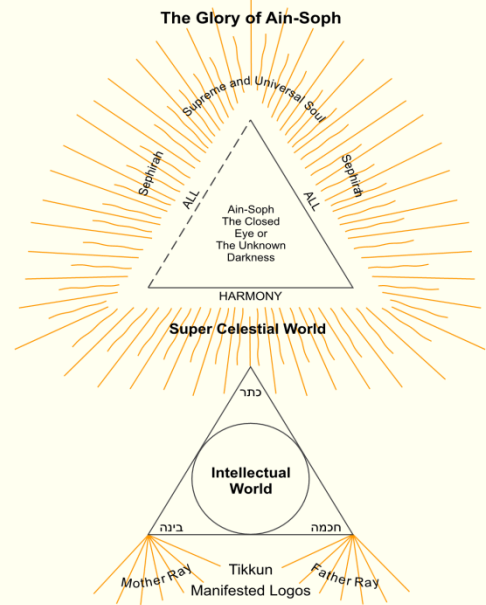 The Glory of Ain-Soph
Supreme and Universal Soul
Sephirah
Sephirah
ALL
ALL
Ain-Soph
The Closed
Eye or
The Unknown
Darkness
HARMONY
Super Celestial World
כתר
Intellectual
World
בינה
חכמה
Mother Ray
Tikkun
Father Ray
Manifested Logos